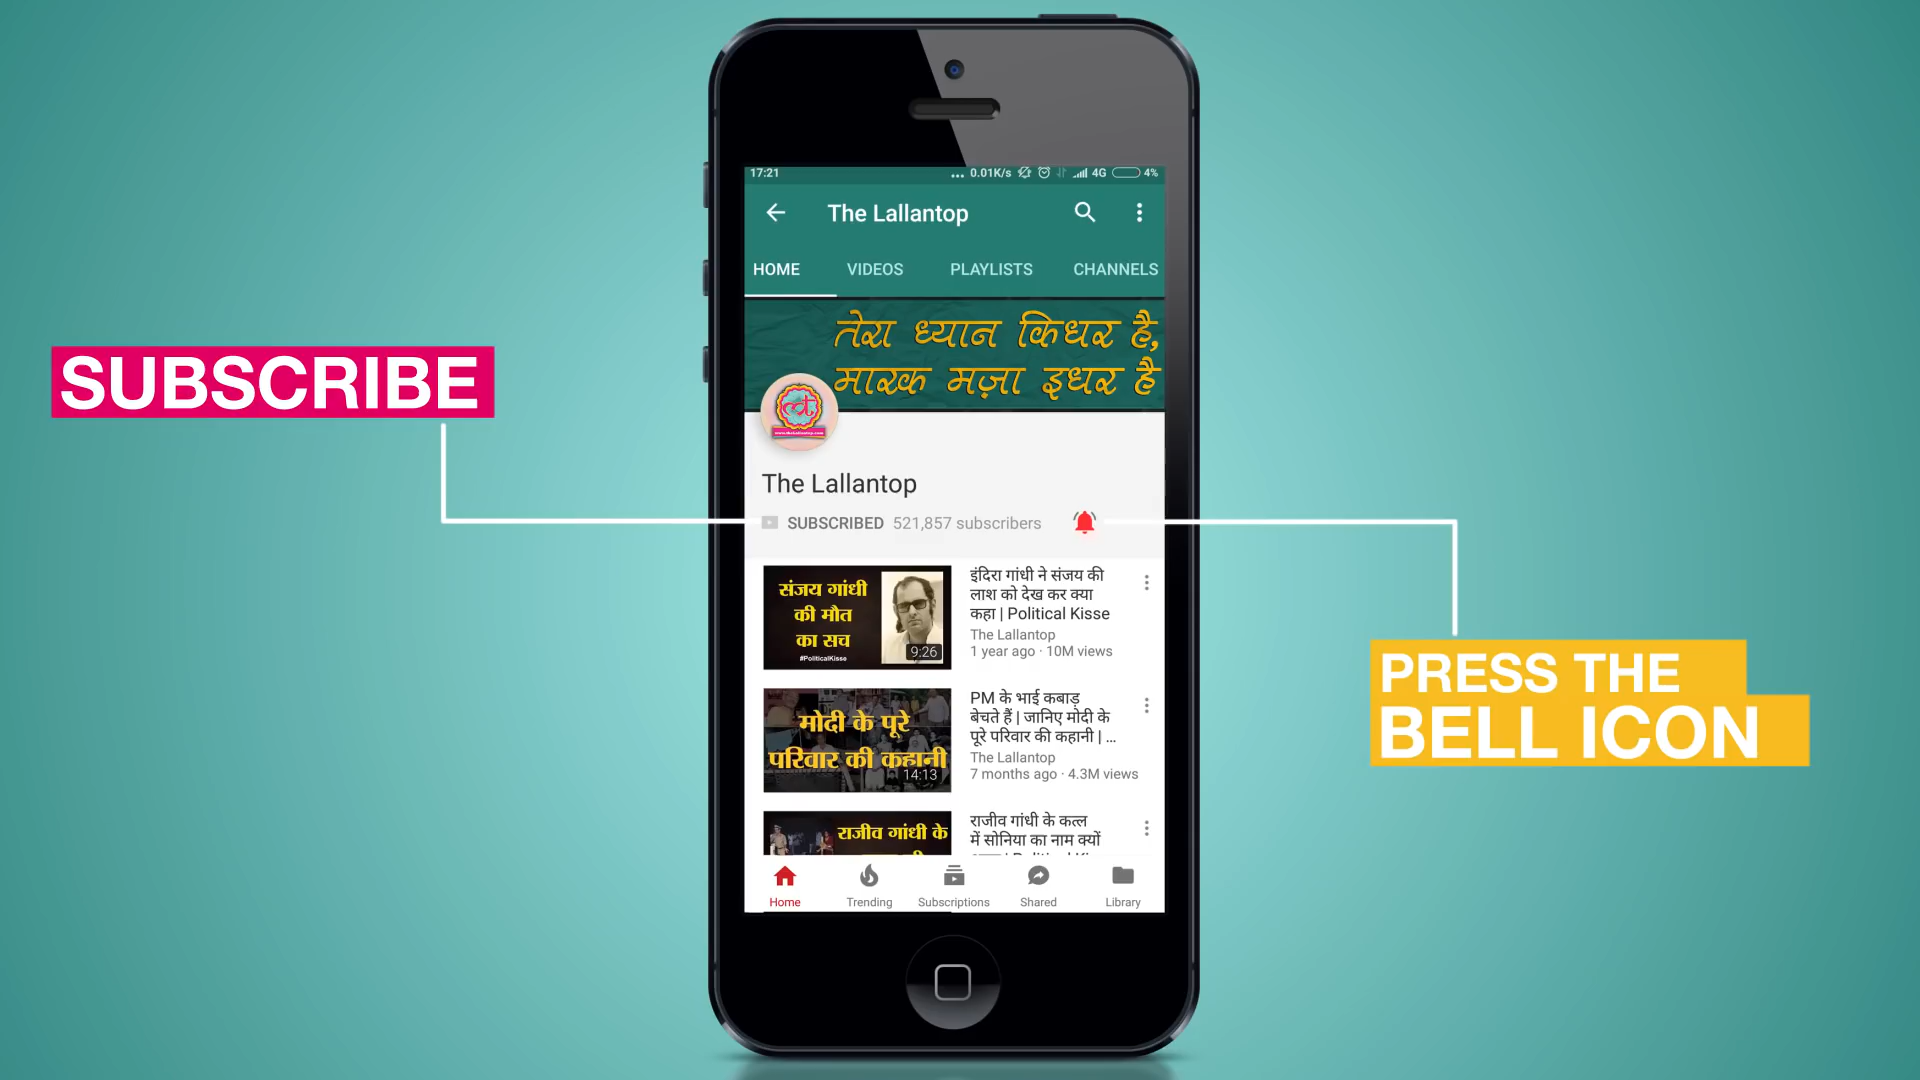 17:21 ... 0.01K/s 4G 4%
The Lallantop
HOME VIDEOS PLAYLISTS CHANNELS
तेरा ध्यान किधर है,
मारक मज़ा इधर है
www.thelallantop.com
SUBSCRIBE
The Lallantop
SUBSCRIBED 521,857 subscribers
PRESS THE
BELL ICON
संजय गांधी
की मौत
का सच
#PoliticalKisse
9:26
इंदिरा गांधी ने संजय की
लाश को देख कर क्या
कहा | Political Kisse
The Lallantop
1 year ago · 10M views
मोदी के पूरे
परिवार की कहानी
14:13
PM के भाई कबाड़
बेचते हैं | जानिए मोदी के
पूरे परिवार की कहानी | ...
The Lallantop
7 months ago · 4.3M views
राजीव गांधी के
राजीव गांधी के कत्ल
में सोनिया का नाम क्यों
Home Trending Subscriptions Shared Library